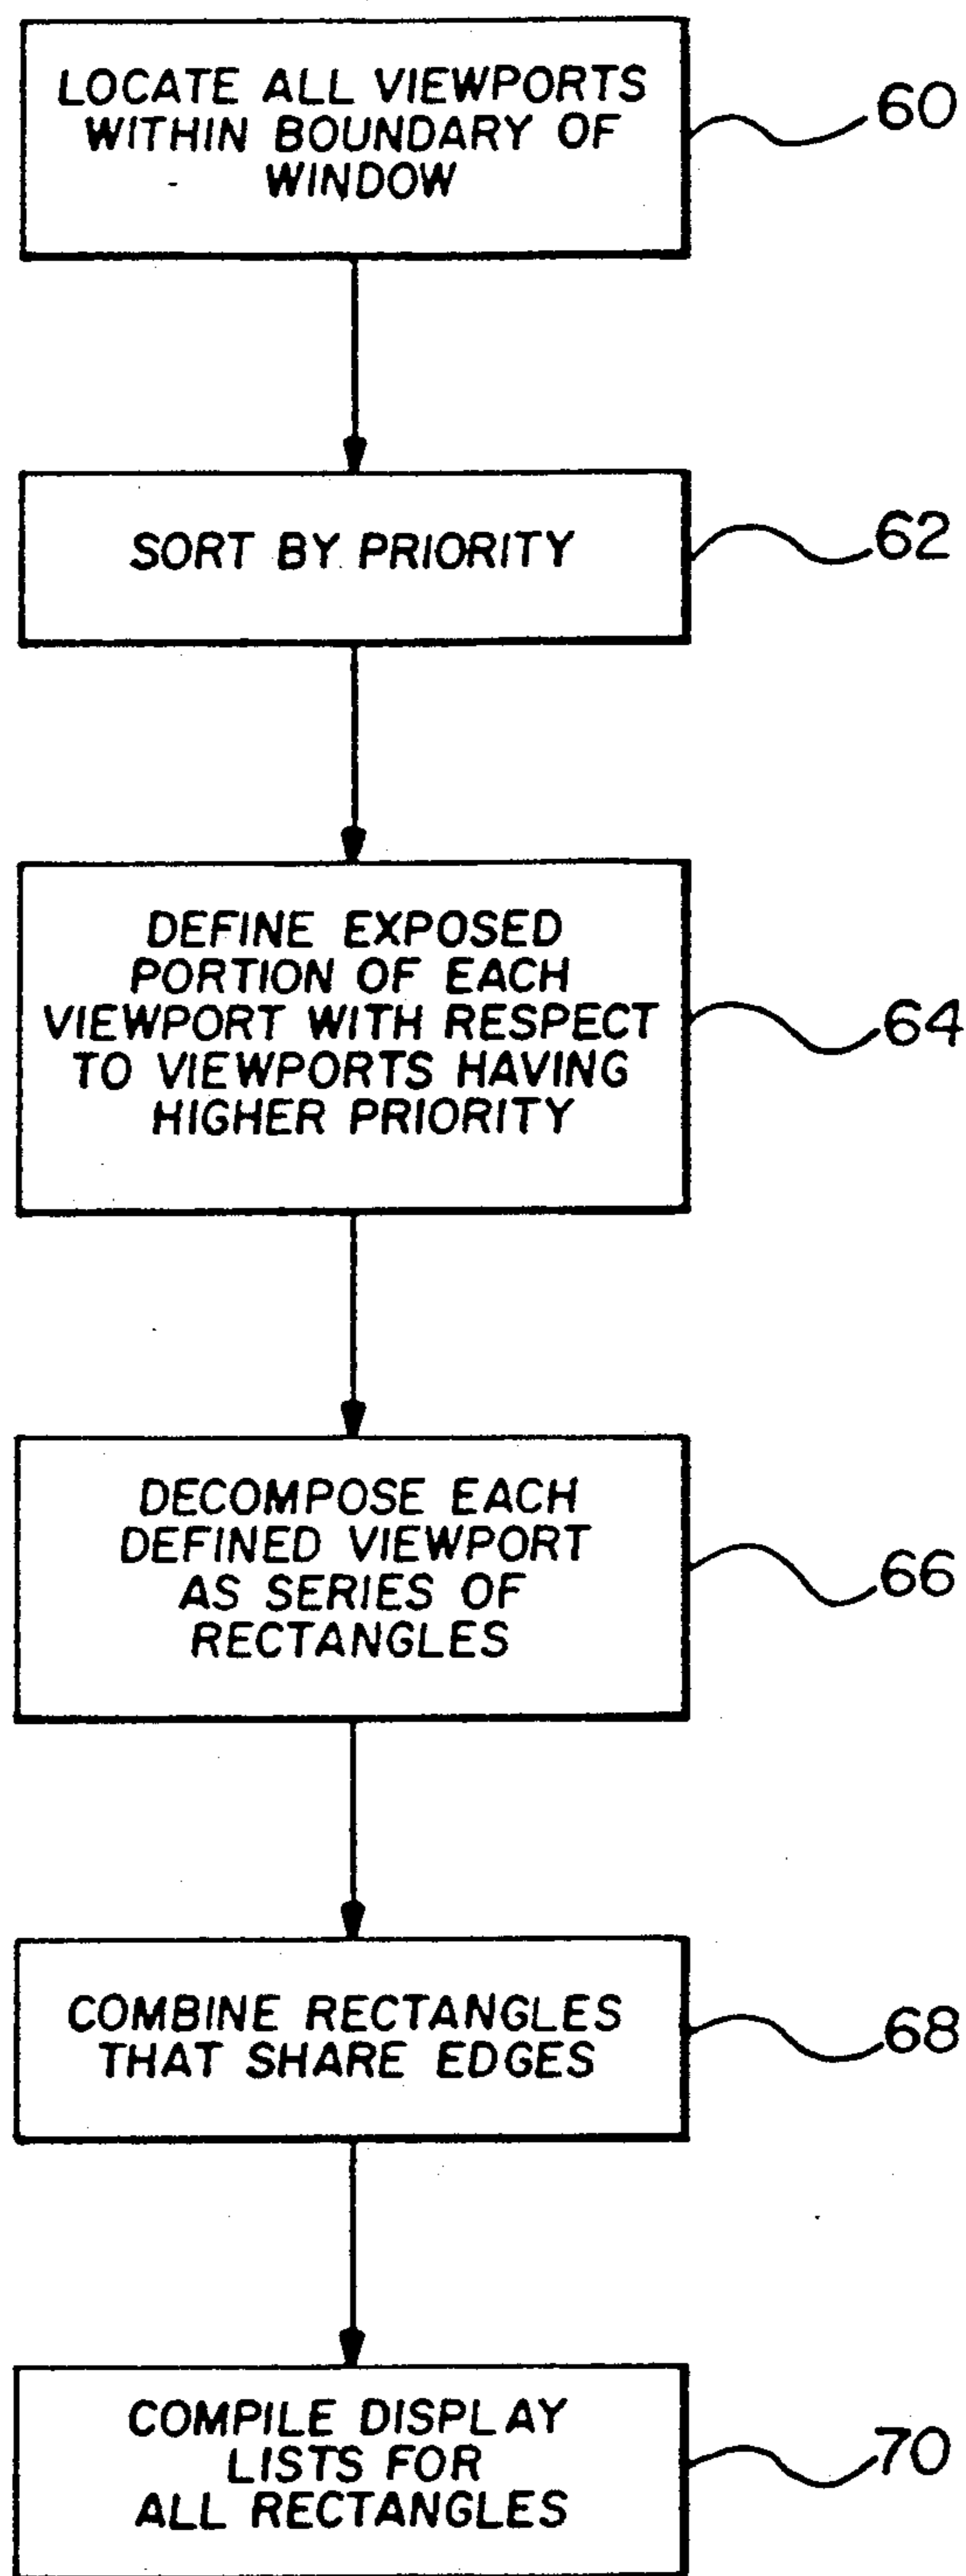 LOCATE ALL VIEWPORTS
WITHIN BOUNDARY OF
WINDOW
60
SORT BY PRIORITY
62
DEFINE EXPOSED
PORTION OF EACH
VIEWPORT WITH RESPECT
TO VIEWPORTS HAVING
HIGHER PRIORITY
64
DECOMPOSE EACH
DEFINED VIEWPORT
AS SERIES OF
RECTANGLES
66
COMBINE RECTANGLES
THAT SHARE EDGES
68
COMPILE DISPLAY
LISTS FOR
ALL RECTANGLES
70